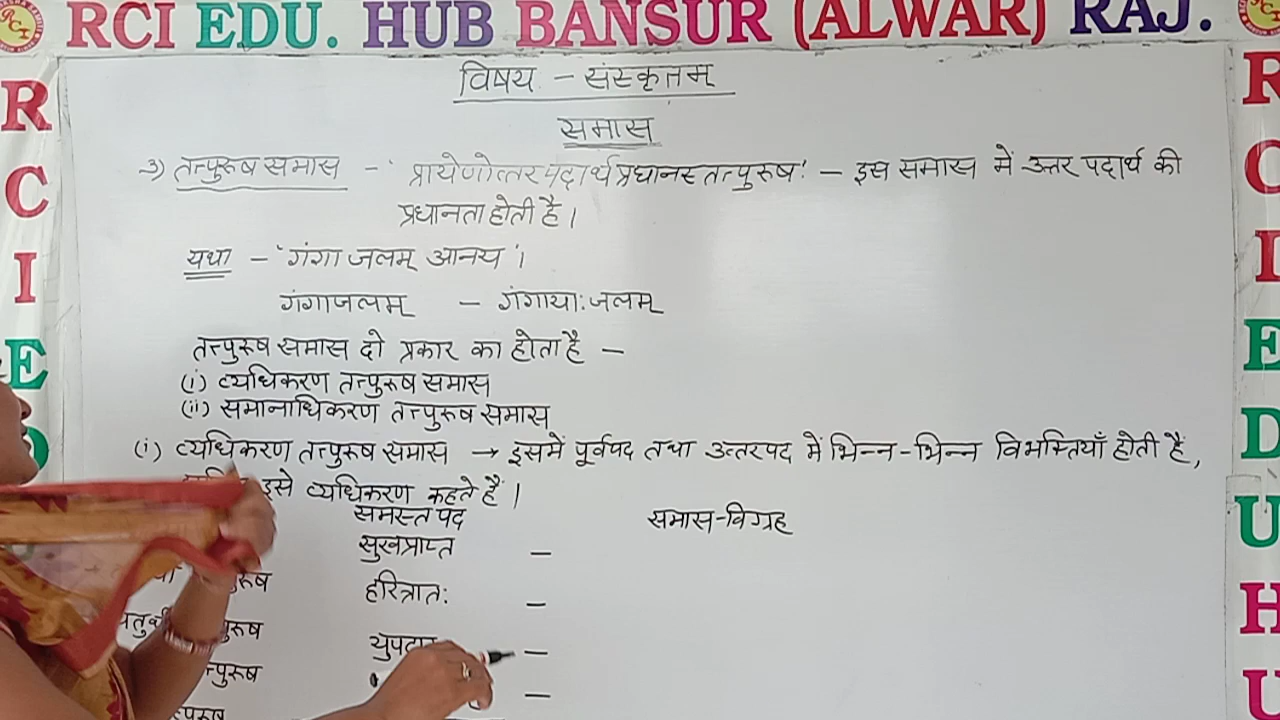 RCI EDU. HUB BANSUR (ALWAR) RAJ.
विषय - संस्कृतम्
समास
3) तत्पुरूष समास - 'प्रायेणोत्तरपदार्थप्रधानस्तत्पुरूषः' - इस समास में उत्तर पदार्थ की
प्रधानता होती है।
यथा - 'गंगा जलम् आनय'।
गंगाजलम् - गंगायाःजलम्
तत्पुरूष समास दो प्रकार का होता है -
(i) व्यधिकरण तत्पुरूष समास
(ii) समानाधिकरण तत्पुरूष समास
(i) व्यधिकरण तत्पुरूष समास → इसमें पूर्वपद तथा उत्तरपद में भिन्न-भिन्न विभक्तियाँ होती हैं,
इसे व्यधिकरण कहते हैं।
समस्त पद समास-विग्रह
सुखप्राप्त -
हरित्रातः -
-
-
R
C
I
E
D
R
C
I
E
D
U
H
U